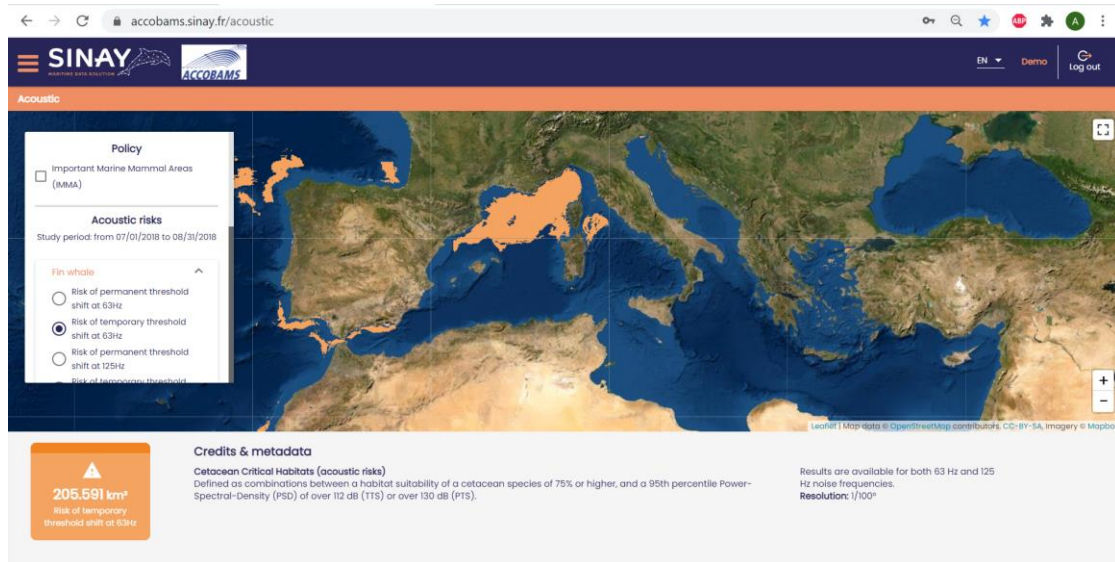 accobams.sinay.fr/acoustic
ABP
A
SINAY
MARITIME DATA SOLUTION
ACCOBAMS
EN
Demo
Log out
Acoustic
Policy
Important Marine Mammal Areas
(IMMA)
Acoustic risks
Study period: from 07/01/2018 to 08/31/2018
Fin whale
Risk of permanent threshold
shift at 63Hz
Risk of temporary threshold
shift at 63Hz
Risk of permanent threshold
shift at 125Hz
Risk of temporary threshold
+
−
Leaflet | Map data © OpenStreetMap contributors, CC-BY-SA, Imagery © Mapbo
205.591 km²
Risk of temporary
threshold shift at 63Hz
Credits & metadata
Cetacean Critical Habitats (acoustic risks)
Defined as combinations between a habitat suitability of a cetacean species of 75% or higher, and a 95th percentile Power-
Spectral-Density (PSD) of over 112 dB (TTS) or over 130 dB (PTS).
Results are available for both 63 Hz and 125
Hz noise frequencies.
Resolution: 1/100°